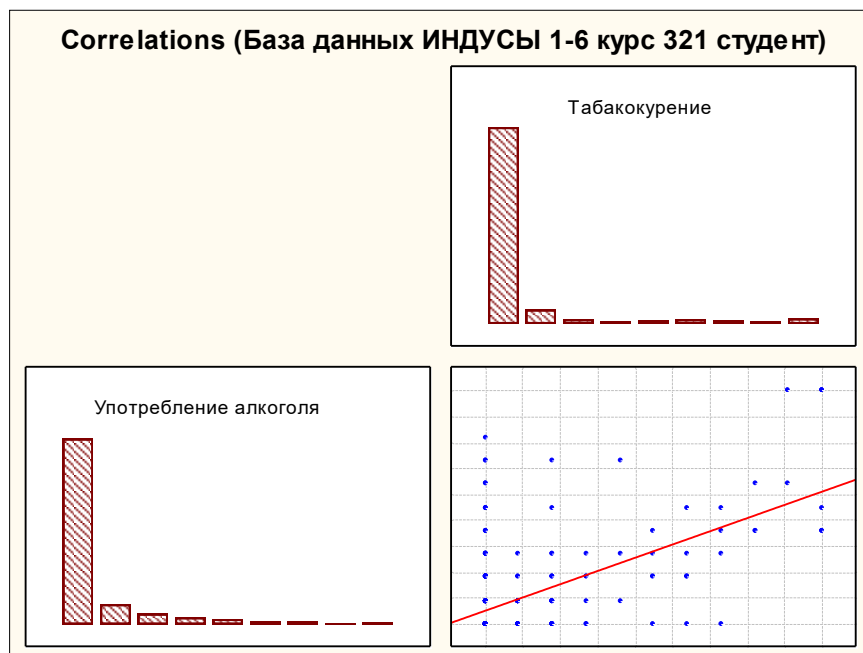 Correlations (База данных ИНДУСЫ 1-6 курс 321 студент)
Табакокурение
Употребление алкоголя